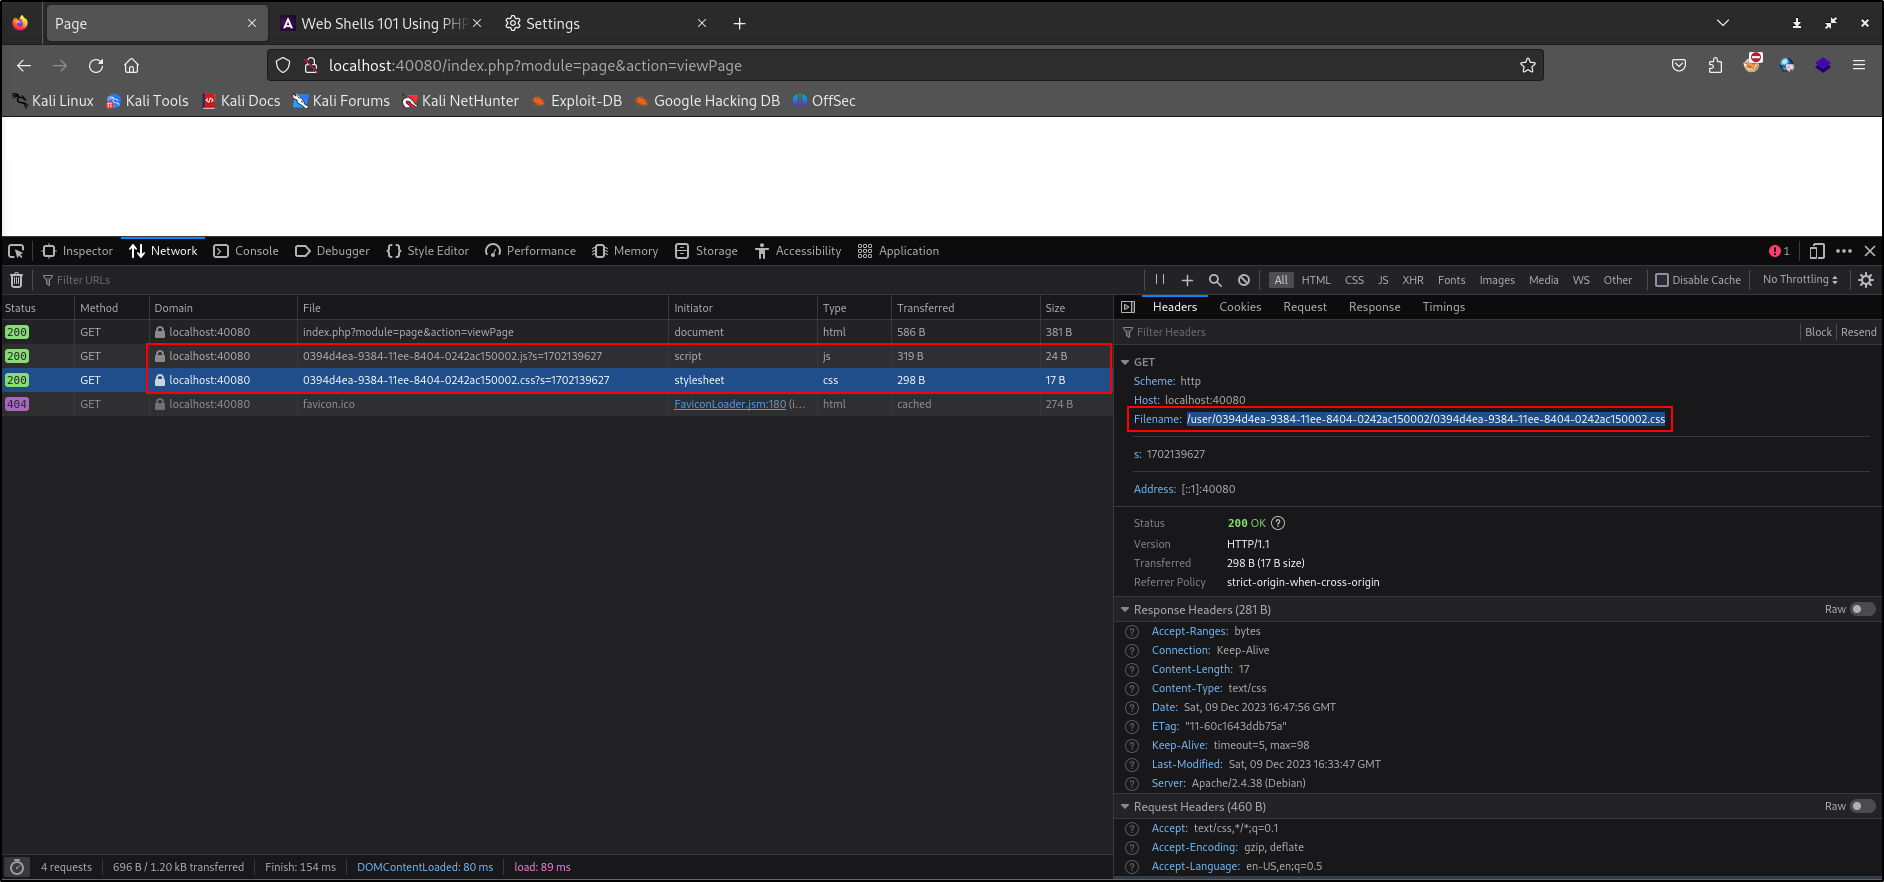 Page
Web Shells 101 Using PHP
Settings
localhost:40080/index.php?module=page&action=viewPage
Kali Linux Kali Tools Kali Docs Kali Forums Kali NetHunter Exploit-DB Google Hacking DB OffSec
Inspector Network Console Debugger Style Editor Performance Memory Storage Accessibility Application 1
Filter URLs All HTML CSS JS XHR Fonts Images Media WS Other Disable Cache No Throttling
Status Method Domain File Initiator Type Transferred Size
200 GET localhost:40080 index.php?module=page&action=viewPage document html 586 B 381 B
200 GET localhost:40080 0394d4ea-9384-11ee-8404-0242ac150002.js?s=1702139627 script js 319 B 24 B
200 GET localhost:40080 0394d4ea-9384-11ee-8404-0242ac150002.css?s=1702139627 stylesheet css 298 B 17 B
404 GET localhost:40080 favicon.ico FaviconLoader.jsm:180 (i... html cached 274 B
Headers Cookies Request Response Timings
Filter Headers Block Resend
GET
Scheme: http
Host: localhost:40080
Filename: /user/0394d4ea-9384-11ee-8404-0242ac150002/0394d4ea-9384-11ee-8404-0242ac150002.css
s: 1702139627
Address: [::1]:40080
Status 200 OK
Version HTTP/1.1
Transferred 298 B (17 B size)
Referrer Policy strict-origin-when-cross-origin
Response Headers (281 B) Raw
Accept-Ranges: bytes
Connection: Keep-Alive
Content-Length: 17
Content-Type: text/css
Date: Sat, 09 Dec 2023 16:47:56 GMT
ETag: "11-60c1643ddb75a"
Keep-Alive: timeout=5, max=98
Last-Modified: Sat, 09 Dec 2023 16:33:47 GMT
Server: Apache/2.4.38 (Debian)
Request Headers (460 B) Raw
Accept: text/css,*/*;q=0.1
Accept-Encoding: gzip, deflate
Accept-Language: en-US,en;q=0.5
4 requests 696 B / 1.20 kB transferred Finish: 154 ms DOMContentLoaded: 80 ms load: 89 ms